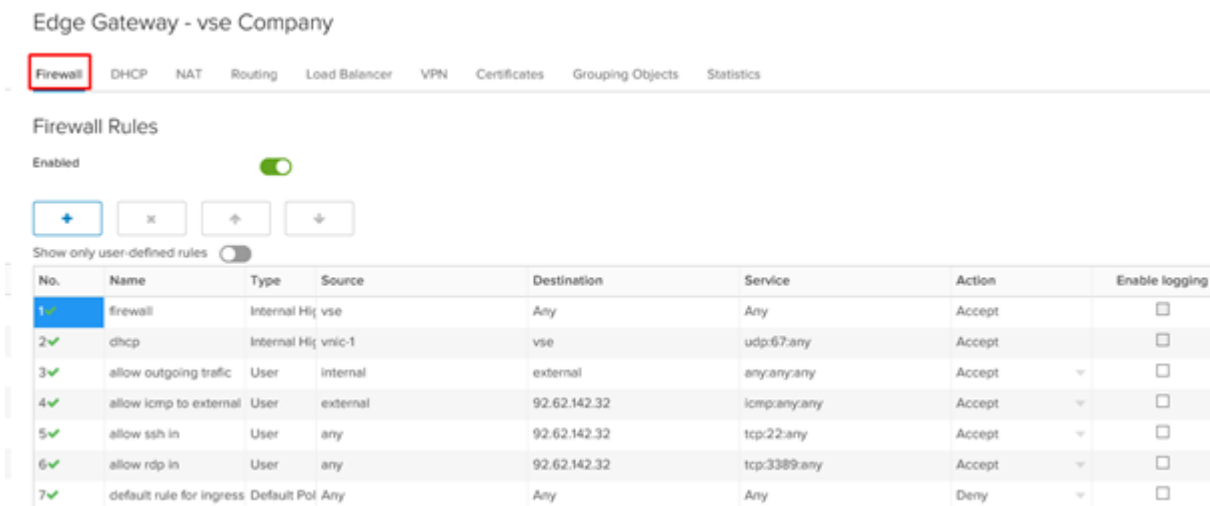 Edge Gateway - vse Company
Firewall DHCP NAT Routing Load Balancer VPN Certificates Grouping Objects Statistics
Firewall Rules
Enabled
Show only user-defined rules
No. Name Type Source Destination Service Action Enable logging
1 firewall Internal Hig vse Any Any Accept
2 dhcp Internal Hig vnic-1 vse udp:67:any Accept
3 allow outgoing trafic User internal external any:any:any Accept
4 allow icmp to external User external 92.62.142.32 icmp:any:any Accept
5 allow ssh in User any 92.62.142.32 tcp:22:any Accept
6 allow rdp in User any 92.62.142.32 tcp:3389:any Accept
7 default rule for ingress Default Pol Any Any Any Deny